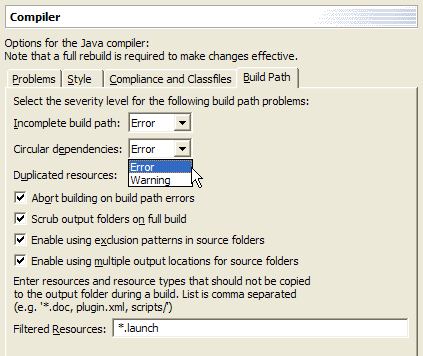 Compiler
Options for the Java compiler:
Note that a full rebuild is required to make changes effective.
Problems Style Compliance and Classfiles Build Path
Select the severity level for the following build path problems:
Incomplete build path: Error
Circular dependencies: Error
Error
Duplicated resources: Warning
Abort building on build path errors
Scrub output folders on full build
Enable using exclusion patterns in source folders
Enable using multiple output locations for source folders
Enter resources and resource types that should not be copied
to the output folder during a build. List is comma separated
(e.g. '*.doc, plugin.xml, scripts/')
Filtered Resources: *.launch